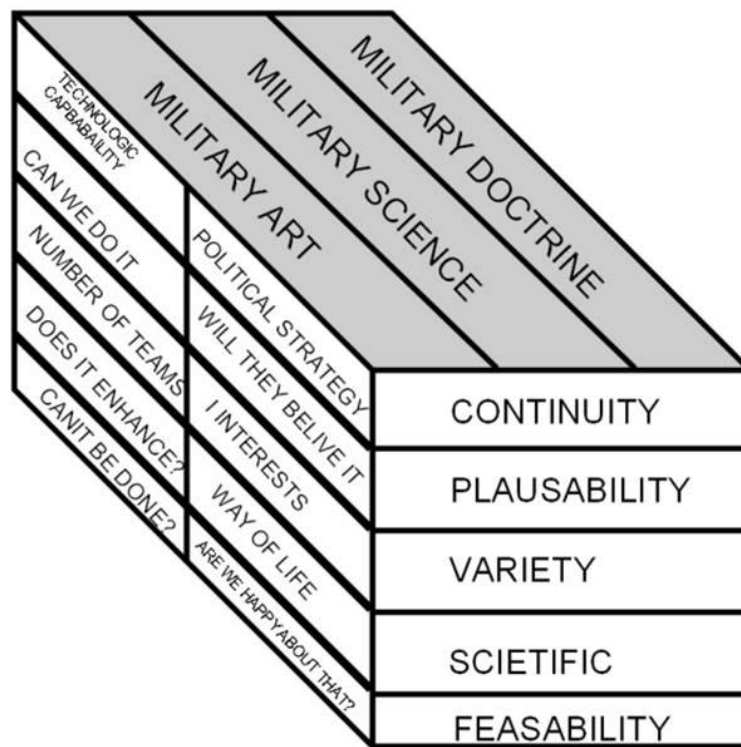 MILITARY ART
MILITARY SCIENCE
MILITARY DOCTRINE
TECHNOLOGIC
CAPBABAILITY
CAN WE DO IT
NUMBER OF TEAMS
DOES IT ENHANCE?
CANIT BE DONE?
POLITICAL STRATEGY
WILL THEY BELIVE IT
I INTERESTS
WAY OF LIFE
ARE WE HAPPY ABOUT THAT?
CONTINUITY
PLAUSABILITY
VARIETY
SCIETIFIC
FEASABILITY